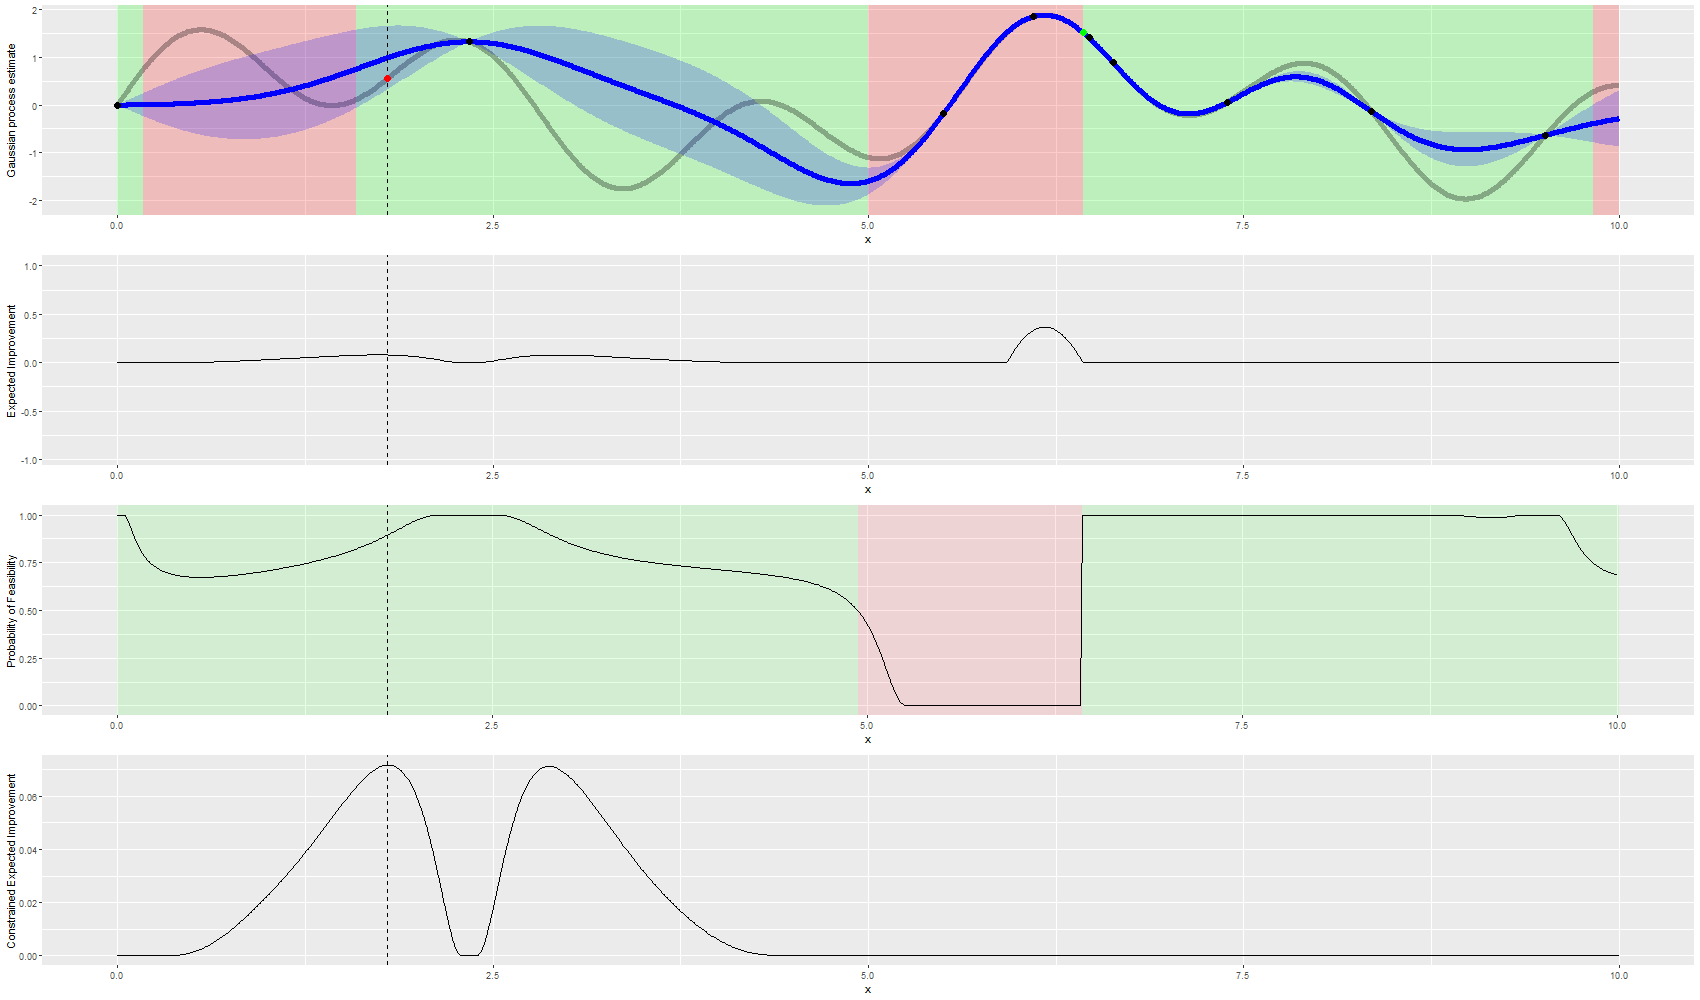 Gaussian process estimate
2
1
0
-1
-2
0.0 2.5 5.0 7.5 10.0
x
Expected Improvement
1.0
0.5
0.0
-0.5
-1.0
0.0 2.5 5.0 7.5 10.0
x
Probability of Feasibility
1.00
0.75
0.50
0.25
0.00
0.0 2.5 5.0 7.5 10.0
x
Constrained Expected Improvement
0.06
0.04
0.02
0.00
0.0 2.5 5.0 7.5 10.0
x